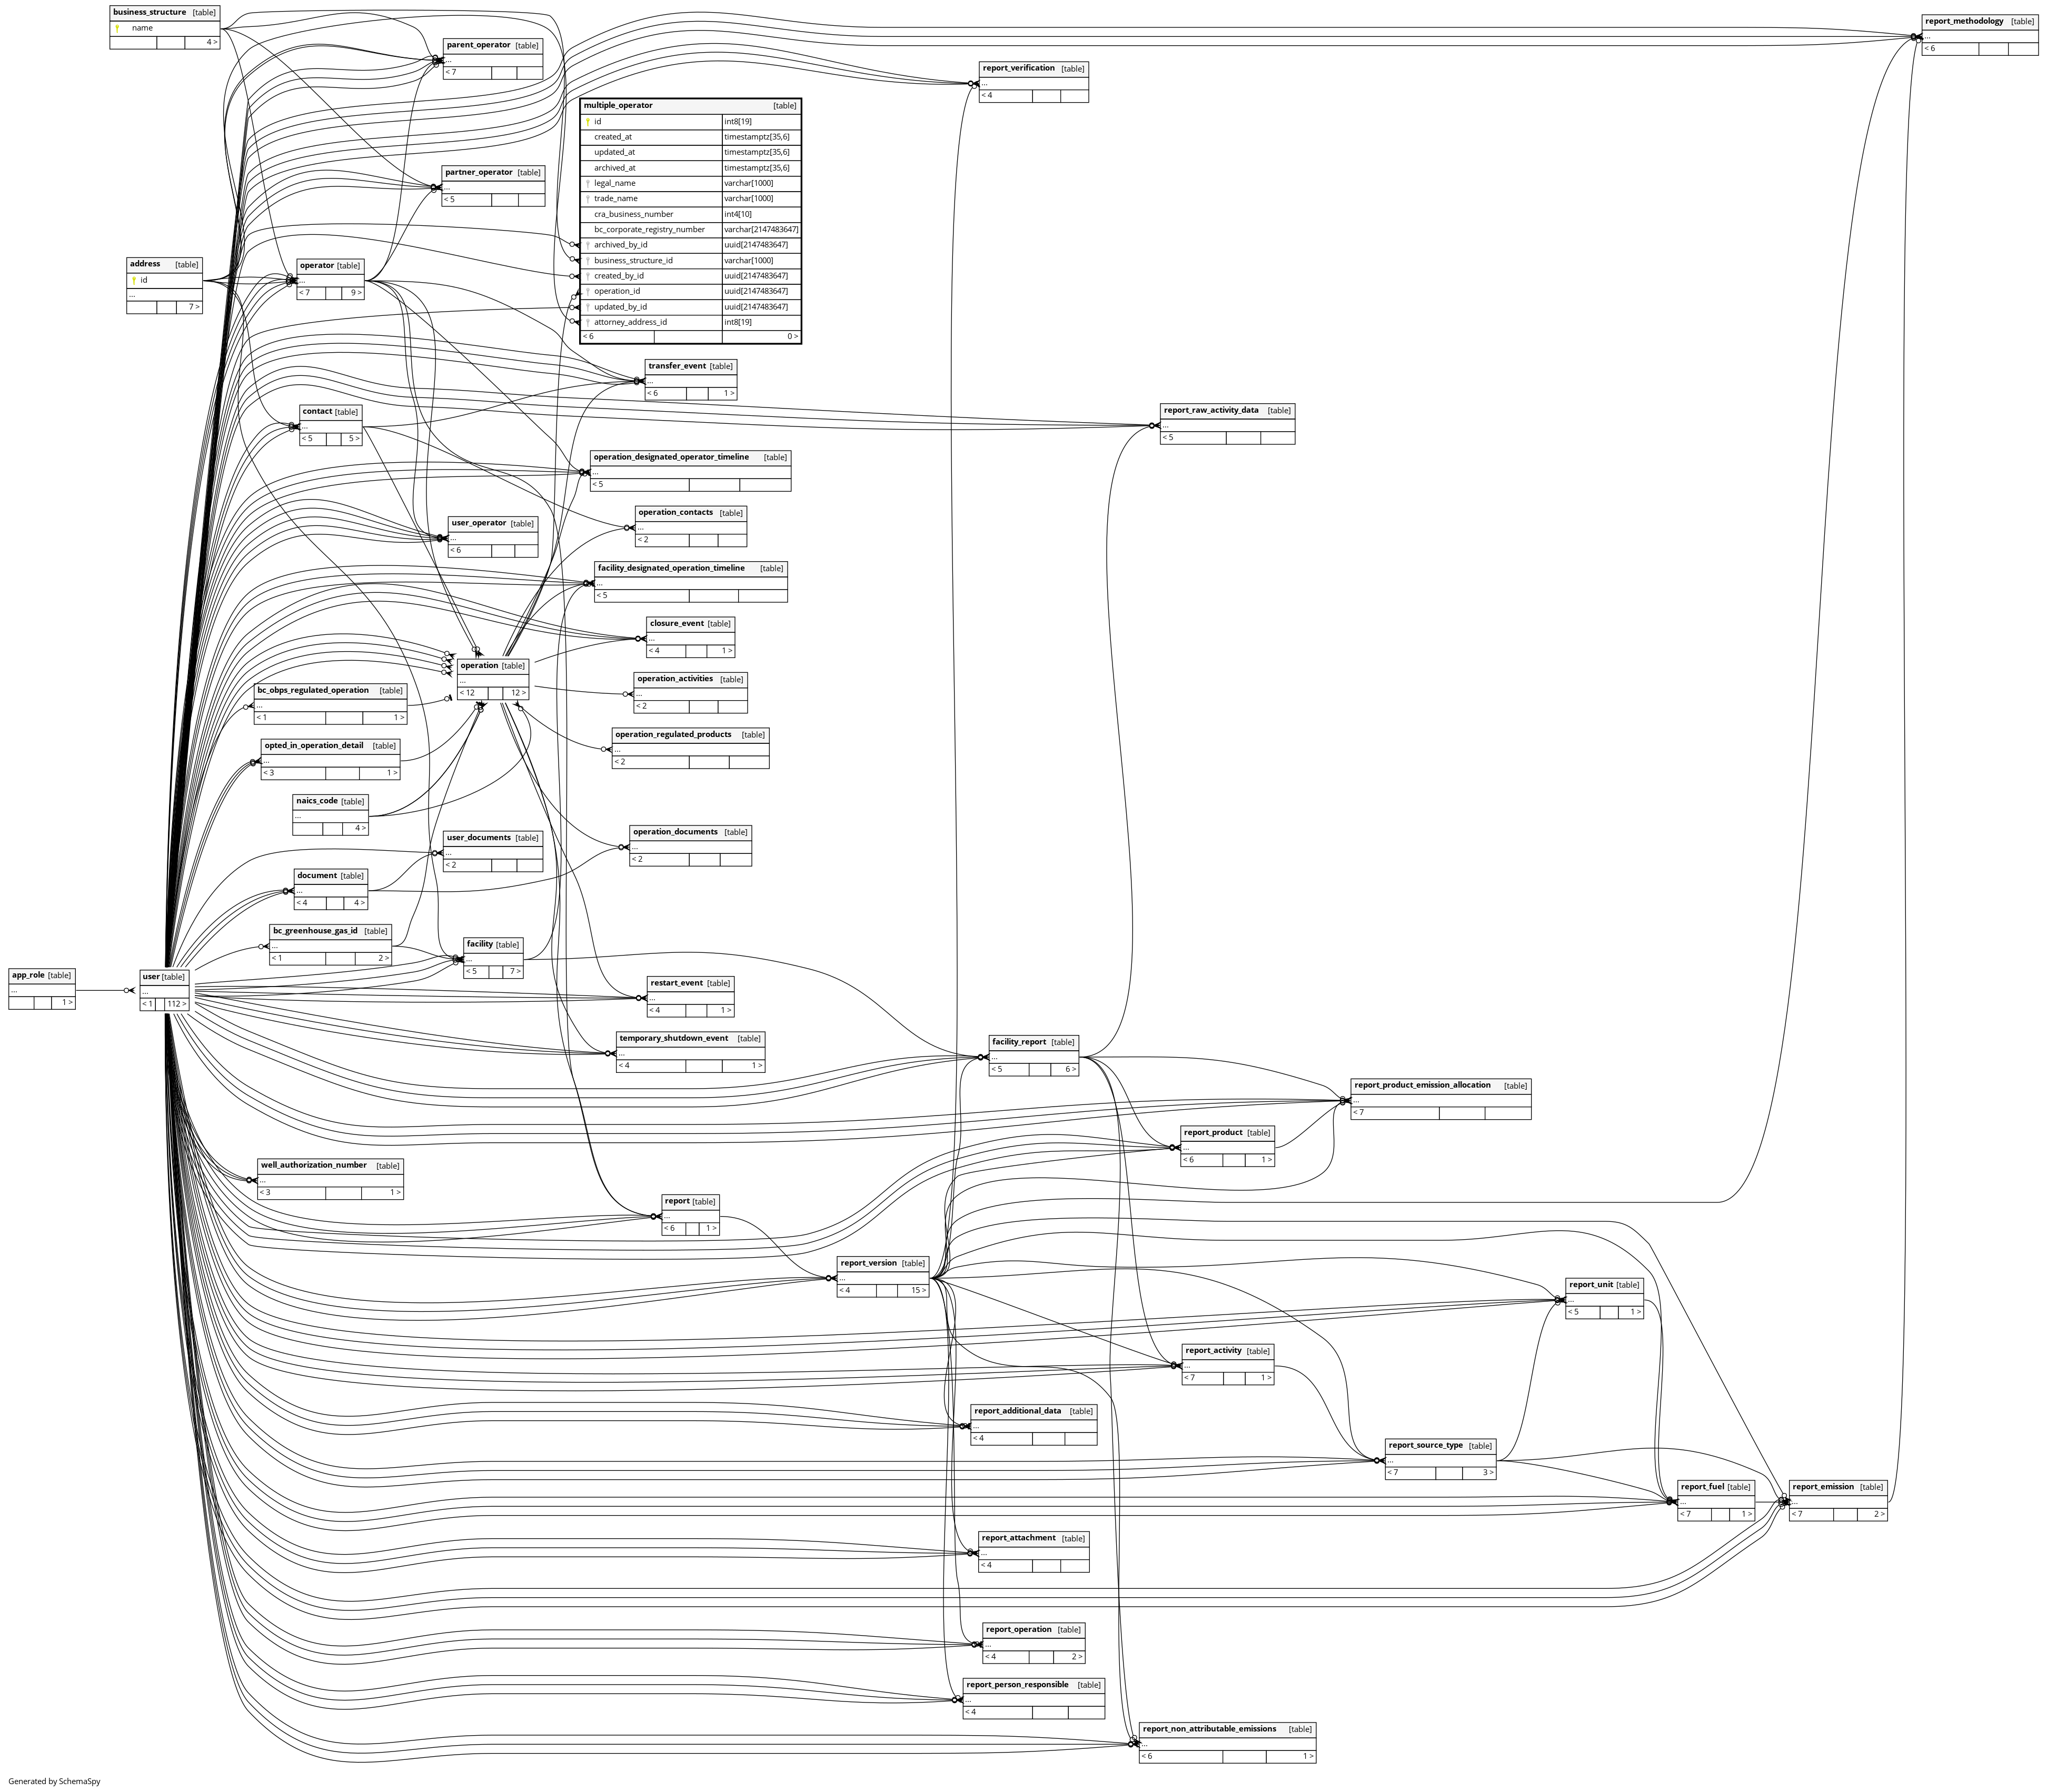 business_structure [table]
name
4 >
parent_operator [table]
...
< 7
report_methodology [table]
...
< 6
report_verification [table]
...
< 4
multiple_operator [table]
id int8[19]
created_at timestamptz[35,6]
updated_at timestamptz[35,6]
archived_at timestamptz[35,6]
legal_name varchar[1000]
trade_name varchar[1000]
cra_business_number int4[10]
bc_corporate_registry_number varchar[2147483647]
archived_by_id uuid[2147483647]
business_structure_id varchar[1000]
created_by_id uuid[2147483647]
operation_id uuid[2147483647]
updated_by_id uuid[2147483647]
attorney_address_id int8[19]
< 6 0 >
partner_operator [table]
...
< 5
address [table]
id
...
7 >
operator [table]
...
< 7 9 >
transfer_event [table]
...
< 6 1 >
contact [table]
...
< 5 5 >
report_raw_activity_data [table]
...
< 5
operation_designated_operator_timeline [table]
...
< 5
operation_contacts [table]
...
< 2
user_operator [table]
...
< 6
facility_designated_operation_timeline [table]
...
< 5
closure_event [table]
...
< 4 1 >
operation [table]
...
< 12 12 >
operation_activities [table]
...
< 2
bc_obps_regulated_operation [table]
...
< 1 1 >
operation_regulated_products [table]
...
< 2
opted_in_operation_detail [table]
...
< 3 1 >
naics_code [table]
...
4 >
operation_documents [table]
...
< 2
user_documents [table]
...
< 2
document [table]
...
< 4 4 >
bc_greenhouse_gas_id [table]
...
< 1 2 >
facility [table]
...
< 5 7 >
app_role [table]
...
1 >
user [table]
...
< 1 112 >
restart_event [table]
...
< 4 1 >
temporary_shutdown_event [table]
...
< 4 1 >
facility_report [table]
...
< 5 6 >
report_product_emission_allocation [table]
...
< 7
report_product [table]
...
< 6 1 >
well_authorization_number [table]
...
< 3 1 >
report [table]
...
< 6 1 >
report_version [table]
...
< 4 15 >
report_unit [table]
...
< 5 1 >
report_activity [table]
...
< 7 1 >
report_additional_data [table]
...
< 4
report_source_type [table]
...
< 7 3 >
report_fuel [table]
...
< 7 1 >
report_emission [table]
...
< 7 2 >
report_attachment [table]
...
< 4
report_operation [table]
...
< 4 2 >
report_person_responsible [table]
...
< 4
report_non_attributable_emissions [table]
...
< 6 1 >
Generated by SchemaSpy